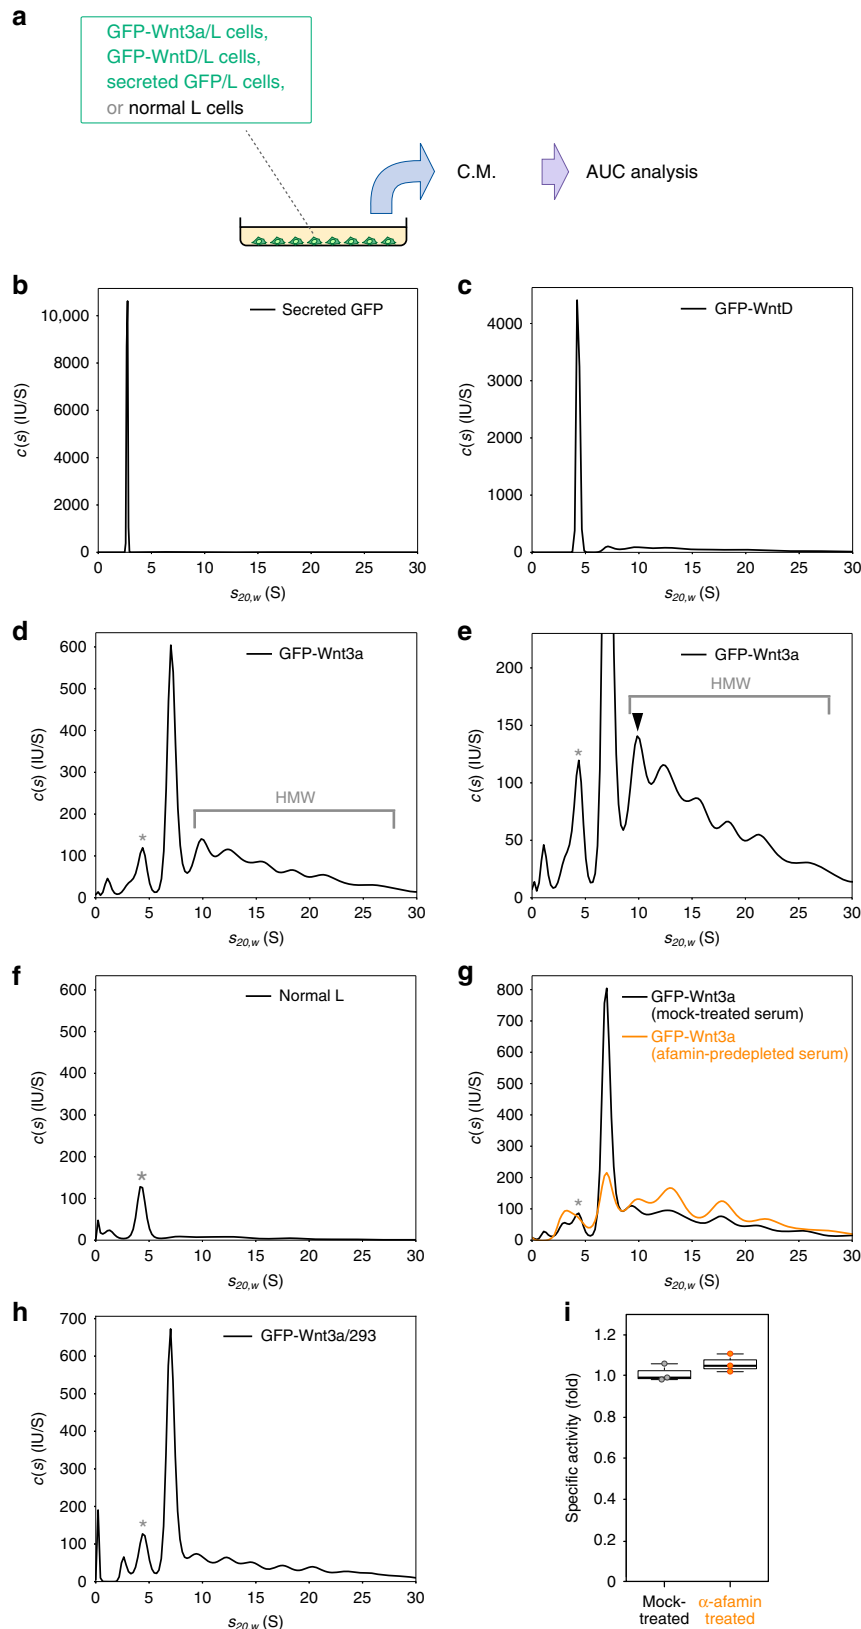 a
GFP-Wnt3a/L cells,
GFP-WntD/L cells,
secreted GFP/L cells,
or normal L cells
C.M.
AUC analysis
b
Secreted GFP
c(s) (IU/S)
10,000
8000
6000
4000
2000
0
0 5 10 15 20 25 30
s20,w (S)
c
GFP-WntD
c(s) (IU/S)
4000
3000
2000
1000
0
0 5 10 15 20 25 30
s20,w (S)
d
GFP-Wnt3a
HMW
*
c(s) (IU/S)
600
500
400
300
200
100
0
0 5 10 15 20 25 30
s20,w (S)
e
GFP-Wnt3a
HMW
*
c(s) (IU/S)
200
150
100
50
0
0 5 10 15 20 25 30
s20,w (S)
f
Normal L
*
c(s) (IU/S)
600
500
400
300
200
100
0
0 5 10 15 20 25 30
s20,w (S)
g
GFP-Wnt3a
(mock-treated serum)
GFP-Wnt3a
(afamin-predepleted serum)
*
c(s) (IU/S)
800
700
600
500
400
300
200
100
0
0 5 10 15 20 25 30
s20,w (S)
h
GFP-Wnt3a/293
*
c(s) (IU/S)
700
600
500
400
300
200
100
0
0 5 10 15 20 25 30
s20,w (S)
i
Specific activity (fold)
1.2
1.0
0.8
0.6
0.4
0.2
0
Mock-
treated
α-afamin
treated